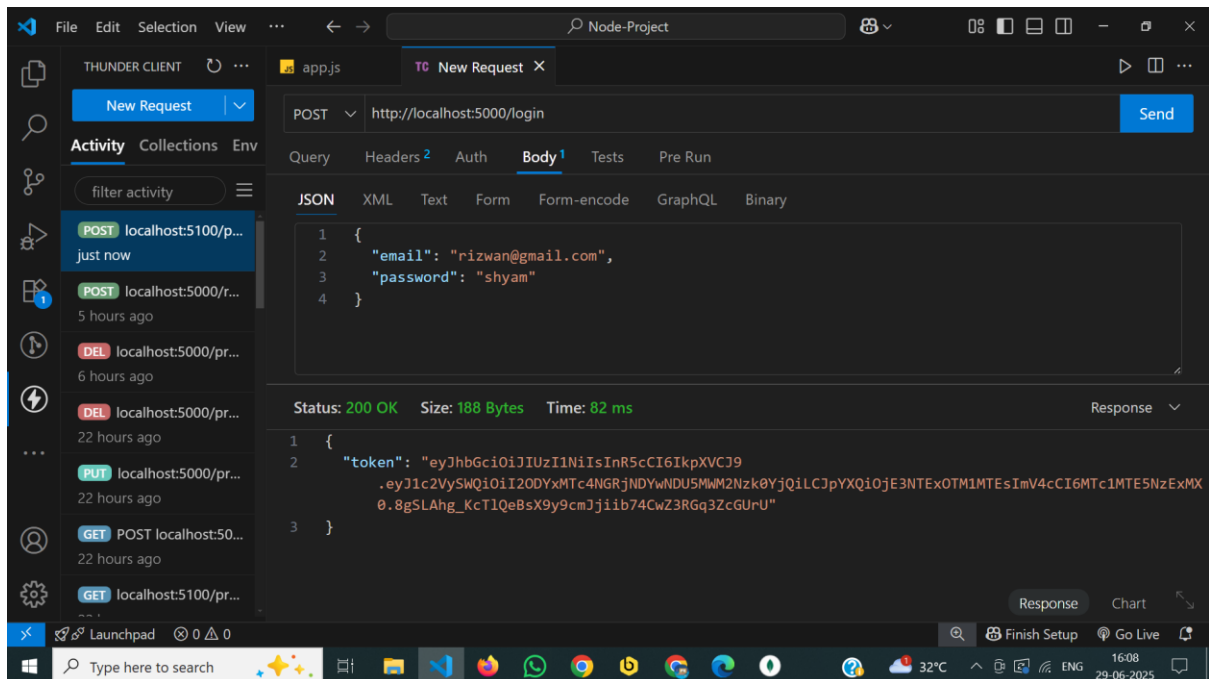 File Edit Selection View ... Node-Project
THUNDER CLIENT ...
JS app.js TC New Request ...
New Request
POST http://localhost:5000/login Send
Activity Collections Env
Query Headers 2 Auth Body 1 Tests Pre Run
filter activity
JSON XML Text Form Form-encode GraphQL Binary
POST localhost:5100/p...
just now
POST localhost:5000/r...
5 hours ago
DEL localhost:5000/pr...
6 hours ago
DEL localhost:5000/pr...
22 hours ago
PUT localhost:5000/pr...
22 hours ago
GET POST localhost:50...
22 hours ago
GET localhost:5100/pr...
1
...
1 {
2 "email": "rizwan@gmail.com",
3 "password": "shyam"
4 }
Status: 200 OK Size: 188 Bytes Time: 82 ms Response
1 {
2 "token": "eyJhbGciOiJIUzI1NiIsInR5cCI6IkpXVCJ9
.eyJ1c2VySWQiOiI2ODYxMTc4NGRjNDYwNDU5MWM2Nzk0YjQiLCJpYXQiOjE3NTExOTM1MTEsImV4cCI6MTc1MTE5NzExMX
0.8gSLAhg_KcTlQeBsX9y9cmJjiib74CwZ3RGq3ZcGUrU"
3 }
Response Chart
Launchpad 0 0 Finish Setup Go Live
Type here to search 32°C ENG 16:08
29-06-2025